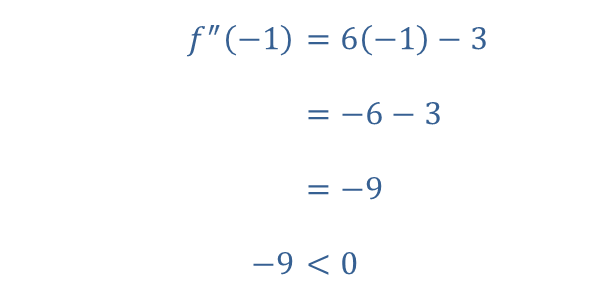 f″(−1) = 6(−1) − 3
= −6 − 3
= −9
−9 < 0